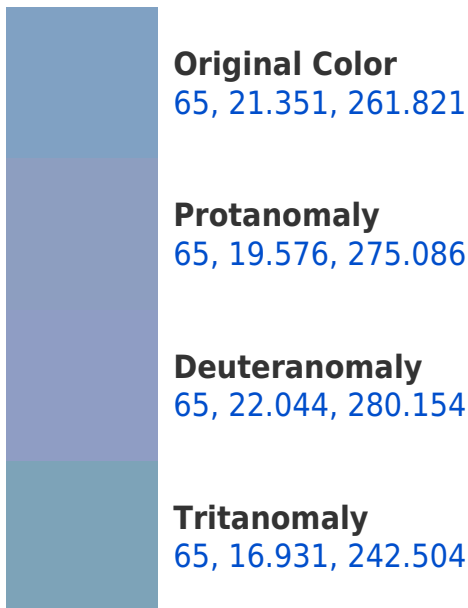 Original Color
65, 21.351, 261.821
Protanomaly
65, 19.576, 275.086
Deuteranomaly
65, 22.044, 280.154
Tritanomaly
65, 16.931, 242.504